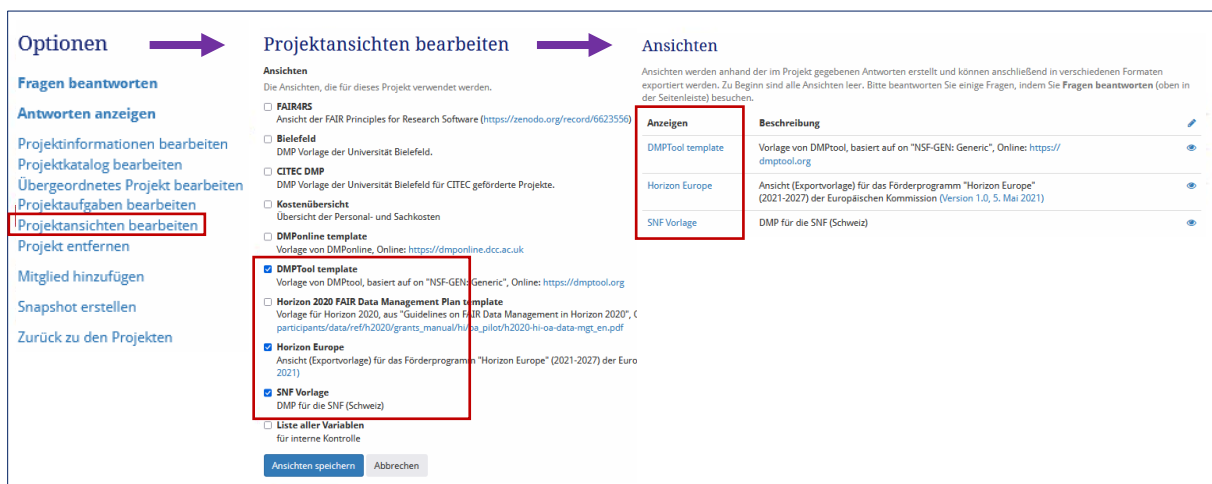 Optionen
Fragen beantworten
Antworten anzeigen
Projektinformationen bearbeiten
Projektkatalog bearbeiten
Übergeordnetes Projekt bearbeiten
Projektaufgaben bearbeiten
Projektansichten bearbeiten
Projekt entfernen
Mitglied hinzufügen
Snapshot erstellen
Zurück zu den Projekten
Projektansichten bearbeiten
Ansichten
Die Ansichten, die für dieses Projekt verwendet werden.
FAIR4RS
Ansicht der FAIR Principles for Research Software (https://zenodo.org/record/6623556)
Bielefeld
DMP Vorlage der Universität Bielefeld.
CITEC DMP
DMP Vorlage der Universität Bielefeld für CITEC geförderte Projekte.
Kostenübersicht
Übersicht der Personal- und Sachkosten
DMPonline template
Vorlage von DMPonline, Online: https://dmponline.dcc.ac.uk
DMPTool template
Vorlage von DMPtool, basiert auf on "NSF-GEN: Generic", Online: https://dmptool.org
Horizon 2020 FAIR Data Management Plan template
Vorlage für Horizon 2020, aus "Guidelines on FAIR Data Management in Horizon 2020",
participants/data/ref/h2020/grants_manual/hi/oa_pilot/h2020-hi-oa-data-mgt_en.pdf
Horizon Europe
Ansicht (Exportvorlage) für das Förderprogramm "Horizon Europe" (2021-2027) der Euro
2021)
SNF Vorlage
DMP für die SNF (Schweiz)
Liste aller Variablen
für interne Kontrolle
Ansichten speichern Abbrechen
Ansichten
Ansichten werden anhand der im Projekt gegebenen Antworten erstellt und können anschließend in verschiedenen Formaten
exportiert werden. Zu Beginn sind alle Ansichten leer. Bitte beantworten Sie einige Fragen, indem Sie Fragen beantworten (oben in
der Seitenleiste) besuchen.
Anzeigen Beschreibung
DMPTool template Vorlage von DMPtool, basiert auf on "NSF-GEN: Generic", Online: https://
dmptool.org
Horizon Europe Ansicht (Exportvorlage) für das Förderprogramm "Horizon Europe"
(2021-2027) der Europäischen Kommission (Version 1.0, 5. Mai 2021)
SNF Vorlage DMP für die SNF (Schweiz)